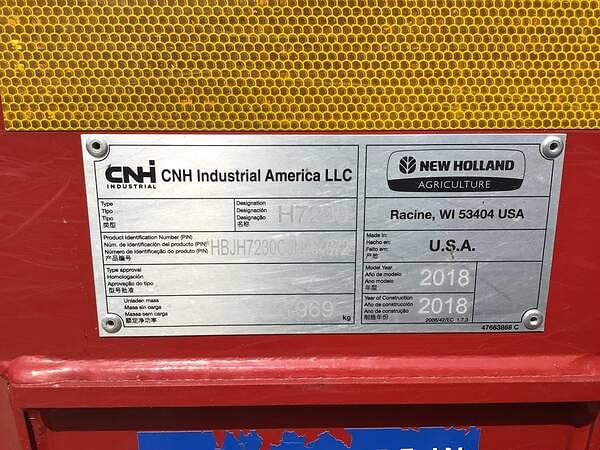 CNH
INDUSTRIAL
CNH Industrial America LLC
Type
Tipo
Tipo
类型
Designation
Designación
Designação
名称
Product Identification Number (PIN)
Núm. de identificación del producto (PIN)
Número de identificação do produto (PIN)
产品编号
Type approval
Homologación
Aprovação do tipo
型号批准
Unladen mass
Masa sin carga
Massa sem carga
额定净功率
969
kg
NEW HOLLAND
AGRICULTURE
Racine, WI 53404 USA
Made in:
Hecho en:
Feito em:
产地
U.S.A.
Model Year
Año de modelo
Ano de modelo
年型
2018
Year of Construction
Año de construcción
Ano de construção
制造年份
2018
2006/42/EC 1.7.3
47663868 C